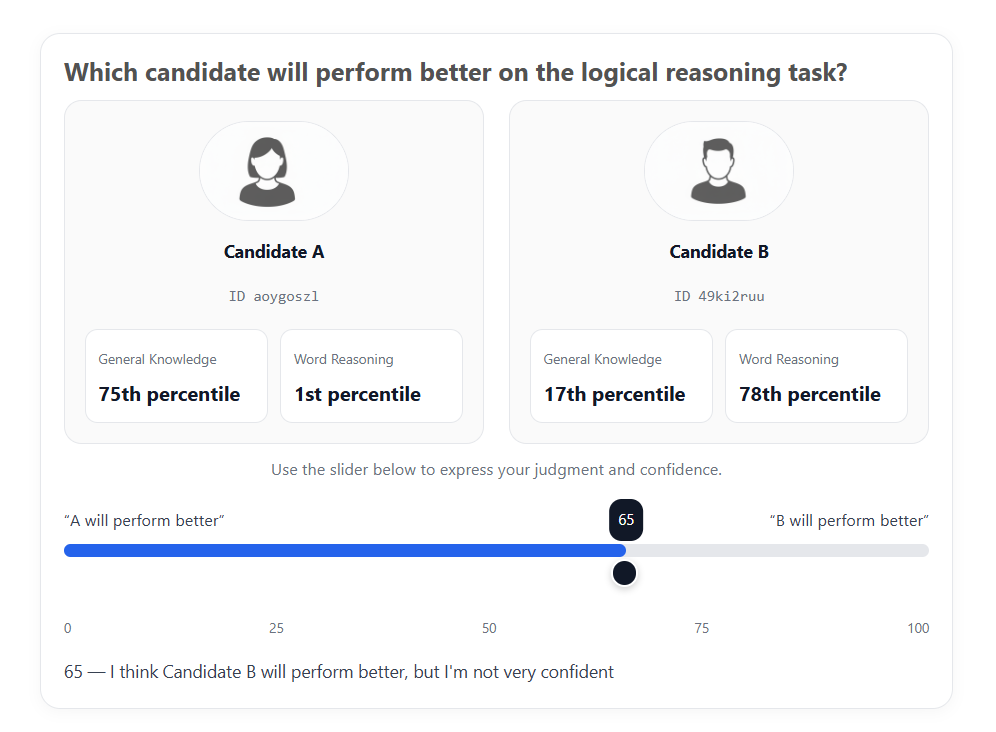 Which candidate will perform better on the logical reasoning task?
Candidate A
ID aoygoszl
General Knowledge
75th percentile
Word Reasoning
1st percentile
Candidate B
ID 49ki2ruu
General Knowledge
17th percentile
Word Reasoning
78th percentile
Use the slider below to express your judgment and confidence.
“A will perform better”
65
“B will perform better”
0 25 50 75 100
65 — I think Candidate B will perform better, but I'm not very confident